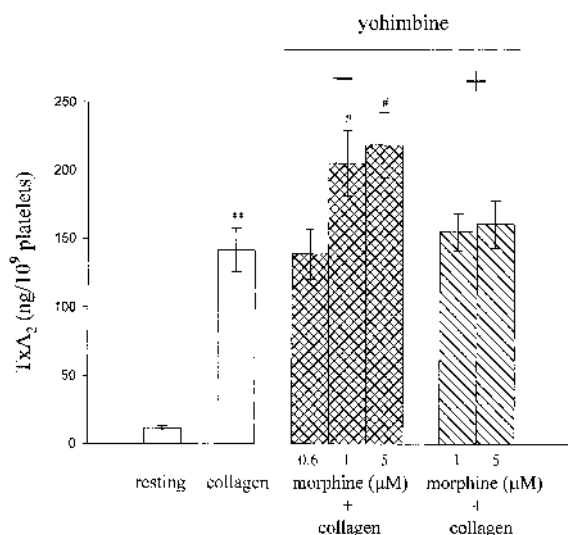 yohimbine
− +
250
200
150
100
50
0
TxA₂ (ng/10⁹ platelets)
**
#
#
resting collagen 0.6 1 5 1 5
morphine (μM) morphine (μM)
+ +
collagen collagen